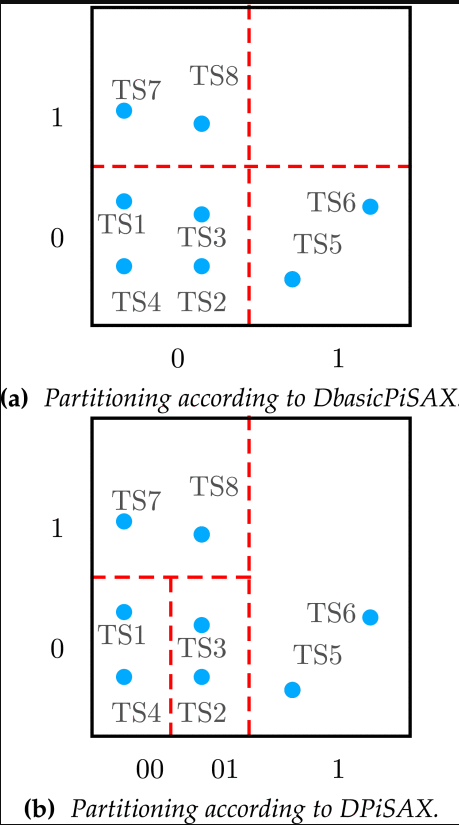 TS8
TS7
1
TS6
TS1
0
TS3
TS5
TS4 TS2
0 1
(a) Partitioning according to DbasicPiSAX.
TS8
TS7
1
TS6
TS1
0
TS3
TS5
TS4 TS2
00 01 1
(b) Partitioning according to DPiSAX.